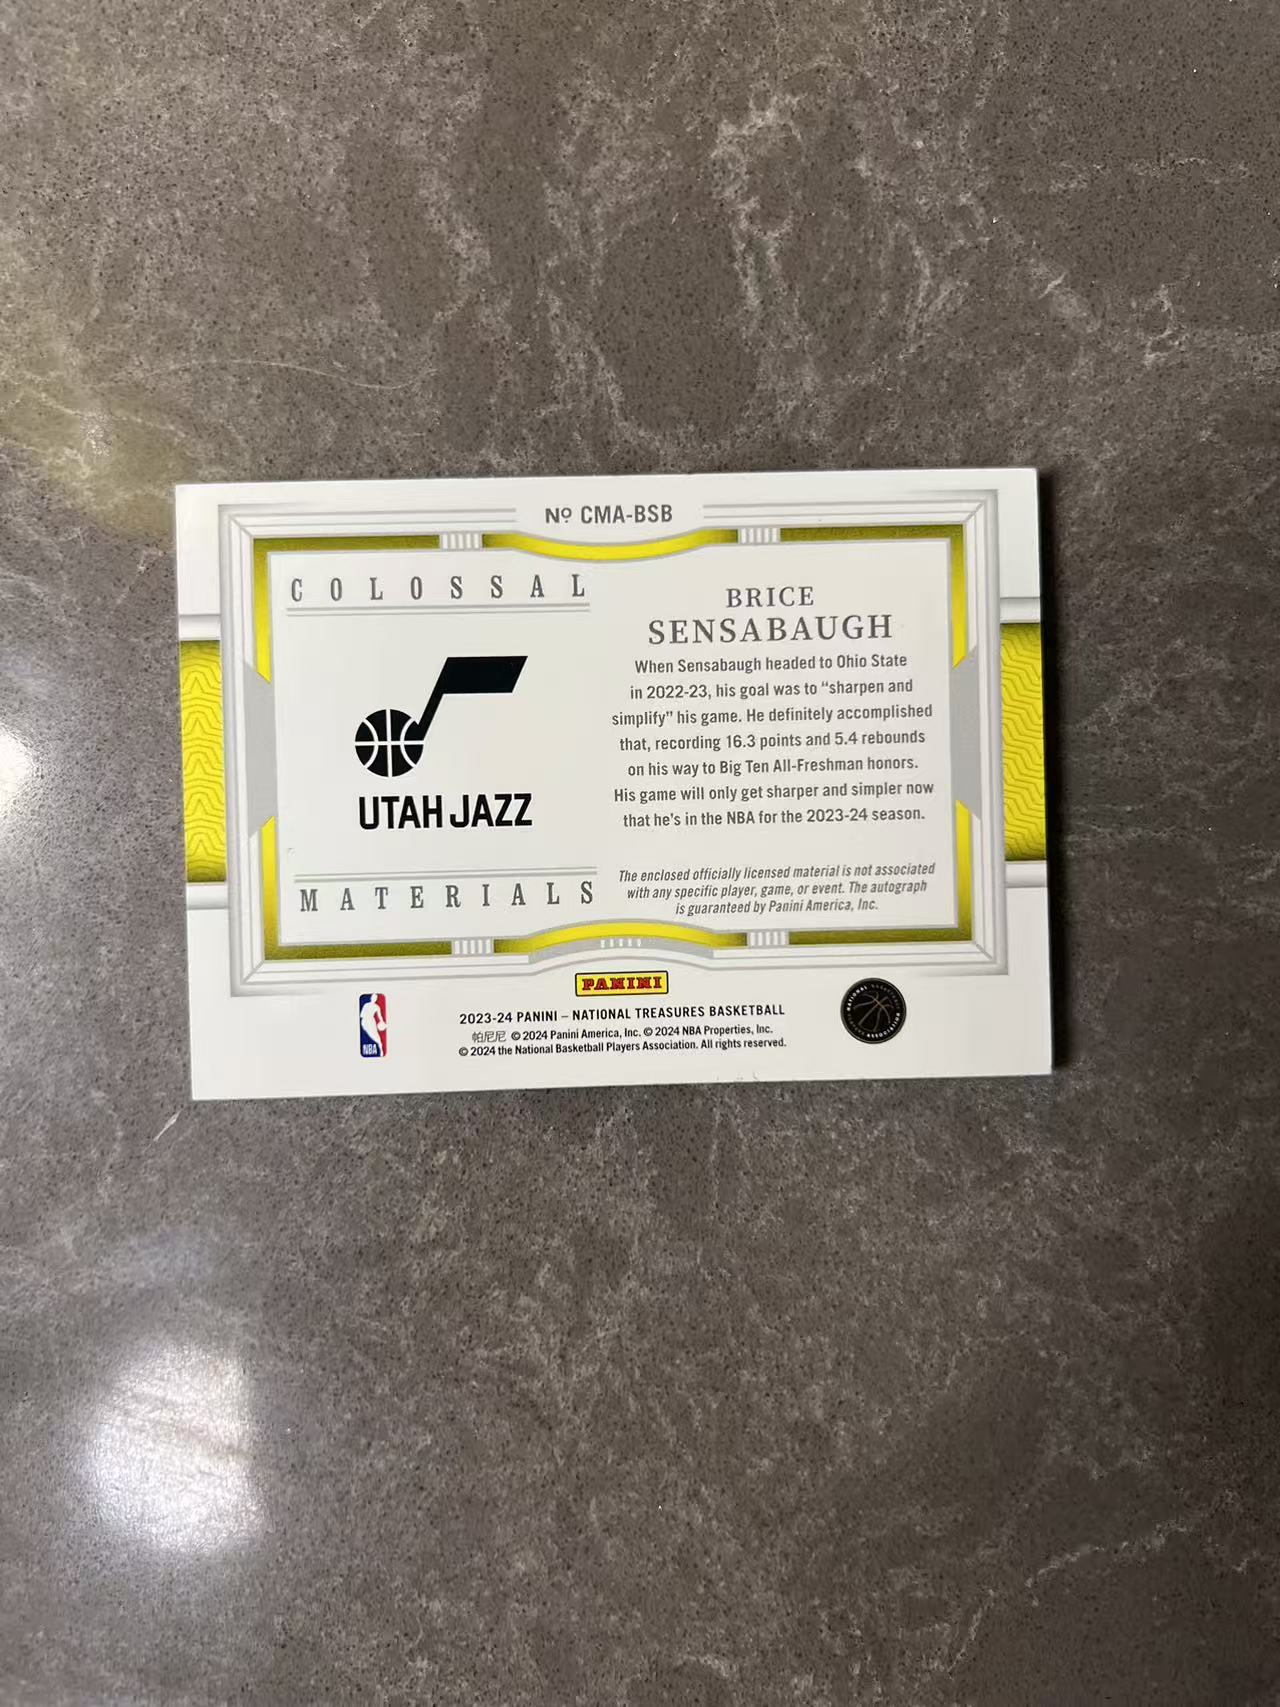 Nº CMA-BSB
COLOSSAL
UTAH JAZZ
MATERIALS
BRICE
SENSABAUGH
When Sensabaugh headed to Ohio State
in 2022-23, his goal was to “sharpen and
simplify” his game. He definitely accomplished
that, recording 16.3 points and 5.4 rebounds
on his way to Big Ten All-Freshman honors.
His game will only get sharper and simpler now
that he's in the NBA for the 2023-24 season.
The enclosed officially licensed material is not associated
with any specific player, game, or event. The autograph
is guaranteed by Panini America, Inc.
PANINI
NBA
2023-24 PANINI – NATIONAL TREASURES BASKETBALL
帕尼尼 © 2024 Panini America, Inc. © 2024 NBA Properties, Inc.
© 2024 the National Basketball Players Association. All rights reserved.